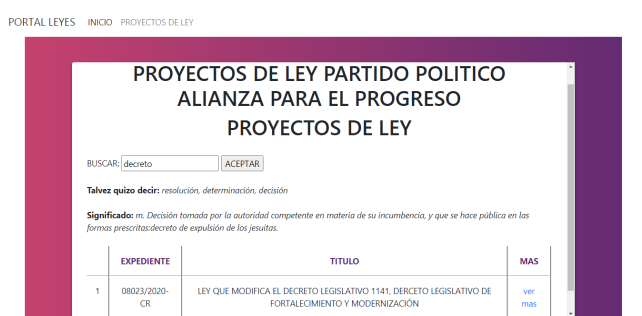 PORTAL LEYES INICIO PROYECTOS DE LEY
PROYECTOS DE LEY PARTIDO POLITICO
ALIANZA PARA EL PROGRESO
PROYECTOS DE LEY
BUSCAR: decreto ACEPTAR
Talvez quizo decir: resolución, determinación, decisión
Significado: m. Decisión tomada por la autoridad competente en materia de su incumbencia, y que se hace pública en las
formas prescritas:decreto de expulsión de los jesuitas.
EXPEDIENTE TITULO MAS
1 08023/2020- LEY QUE MODIFICA EL DECRETO LEGISLATIVO 1141, DERCETO LEGISLATIVO DE ver
CR FORTALECIMIENTO Y MODERNIZACIÓN mas